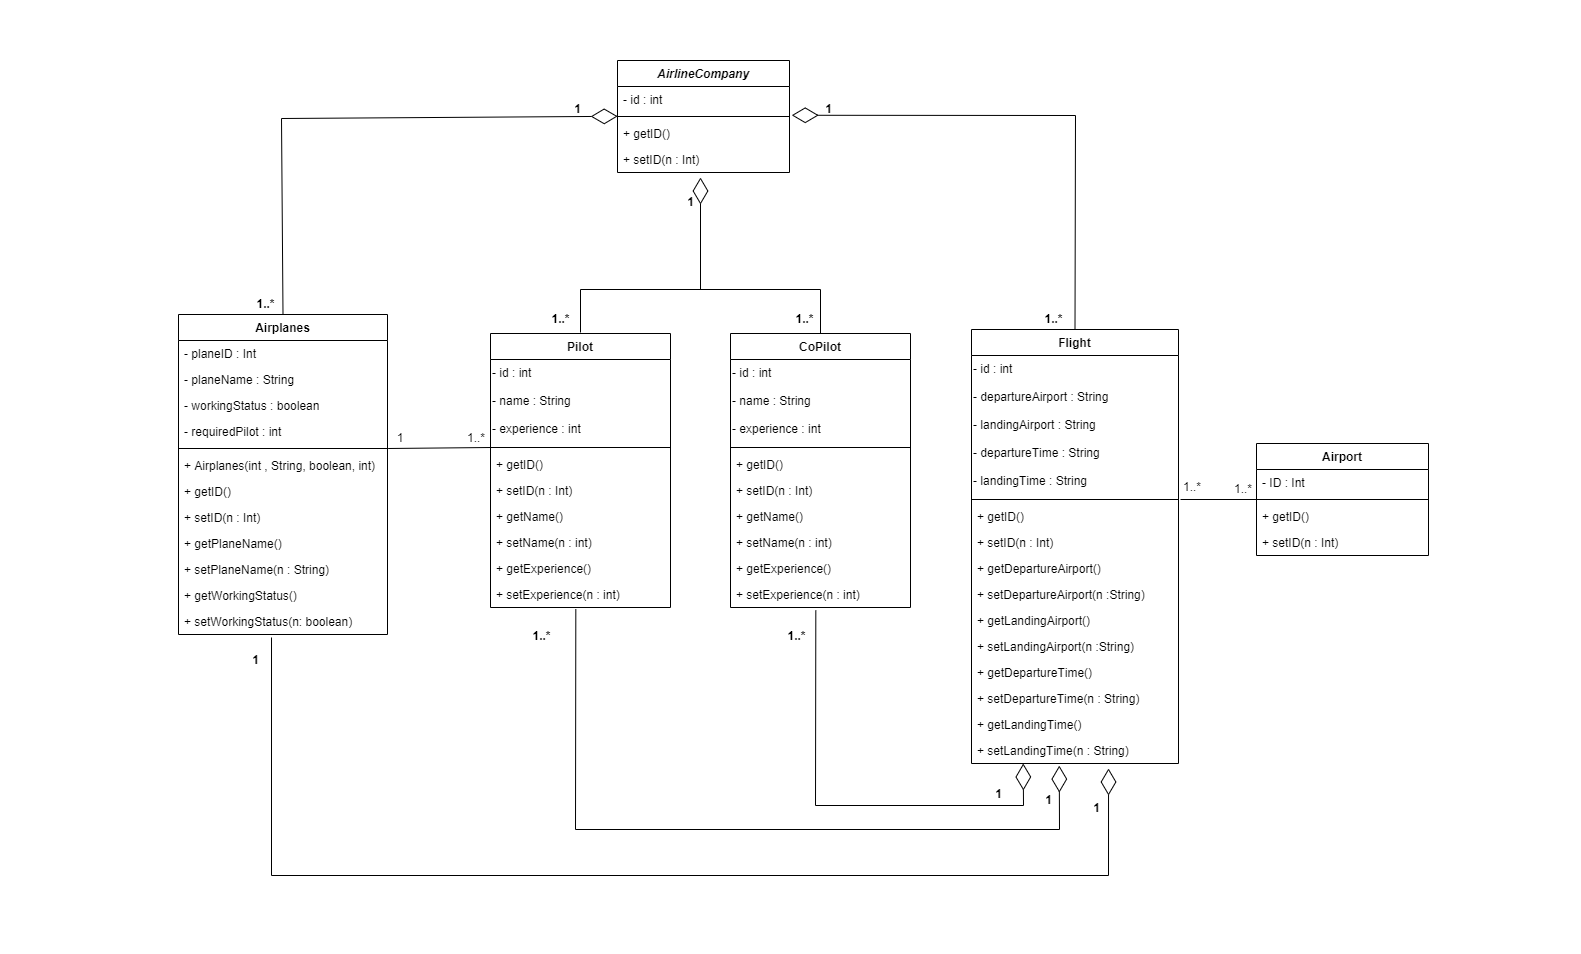 AirlineCompany
- id : int
+ getID()
+ setID(n : Int)
1
1
1
1..*
Airplanes
- planeID : Int
- planeName : String
- workingStatus : boolean
- requiredPilot : int
+ Airplanes(int , String, boolean, int)
+ getID()
+ setID(n : Int)
+ getPlaneName()
+ setPlaneName(n : String)
+ getWorkingStatus()
+ setWorkingStatus(n: boolean)
1
1..*
1
1..*
Pilot
- id : int
- name : String
- experience : int
+ getID()
+ setID(n : Int)
+ getName()
+ setName(n : int)
+ getExperience()
+ setExperience(n : int)
1..*
1..*
CoPilot
- id : int
- name : String
- experience : int
+ getID()
+ setID(n : Int)
+ getName()
+ setName(n : int)
+ getExperience()
+ setExperience(n : int)
1..*
1..*
Flight
- id : int
- departureAirport : String
- landingAirport : String
- departureTime : String
- landingTime : String
+ getID()
+ setID(n : Int)
+ getDepartureAirport()
+ setDepartureAirport(n :String)
+ getLandingAirport()
+ setLandingAirport(n :String)
+ getDepartureTime()
+ setDepartureTime(n : String)
+ getLandingTime()
+ setLandingTime(n : String)
1
1
1
1..*
1..*
Airport
- ID : Int
+ getID()
+ setID(n : Int)